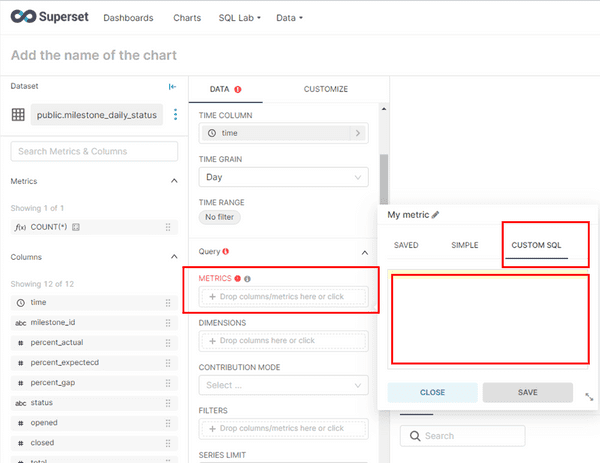 Superset
Dashboards
Charts
SQL Lab
Data
Add the name of the chart
Dataset
public.milestone_daily_status
Search Metrics & Columns
Metrics
Showing 1 of 1
f(x) COUNT(*)
Columns
Showing 12 of 12
time
abc milestone_id
# percent_actual
# percent_expectecd
# percent_gap
abc status
# opened
# closed
# total
DATA
CUSTOMIZE
TIME COLUMN
time
TIME GRAIN
Day
TIME RANGE
No filter
Query
METRICS
+ Drop columns/metrics here or click
DIMENSIONS
+ Drop columns here or click
CONTRIBUTION MODE
Select ...
FILTERS
+ Drop columns/metrics here or click
SERIES LIMIT
My metric
SAVED
SIMPLE
CUSTOM SQL
CLOSE
SAVE
Search